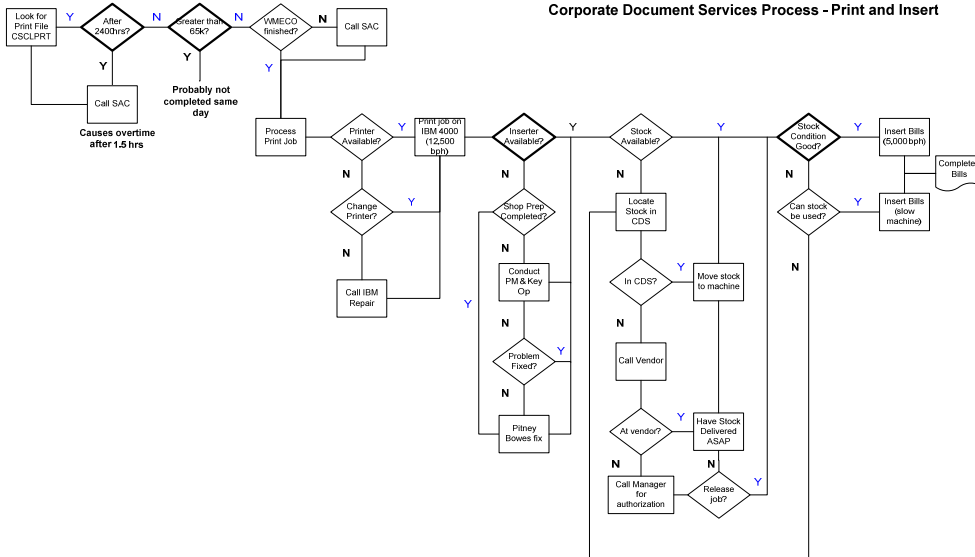 Corporate Document Services Process - Print and Insert
Look for
Print File
CSCLPRT
Y
After
2400hrs?
N
Greater than
65k?
N
WMECO
finished?
N
Call SAC
Y
Y
Y
Call SAC
Causes overtime
after 1.5 hrs
Probably not
completed same
day
Process
Print Job
Printer
Available?
Y
Print job on
IBM 4000
(12,500
bph)
Inserter
Available?
Y
Stock
Available?
Y
Stock
Condition
Good?
Y
Insert Bills
(5,000 bph)
Complete
Bills
N
N
N
N
Change
Printer?
Y
Shop Prep
Completed?
Locate
Stock in
CDS
Can stock
be used?
Y
Insert Bills
(slow
machine)
N
N
N
Call IBM
Repair
Y
Conduct
PM & Key
Op
In CDS?
Y
Move stock
to machine
N
N
Problem
Fixed?
Y
Call Vendor
N
Pitney
Bowes fix
At vendor?
Y
Have Stock
Delivered
ASAP
N
N
Call Manager
for
authorization
Release
job?
Y